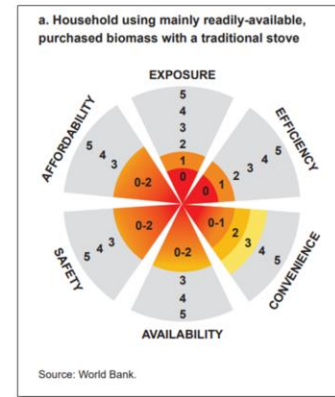 a. Household using mainly readily-available,
purchased biomass with a traditional stove
EXPOSURE
5
4
3
2
1
0
EFFICIENCY
0 1 2 3 4 5
CONVENIENCE
0-1 2 3 4 5
AVAILABILITY
0-2
3
4
5
SAFETY
5 4 3 0-2
AFFORDABILITY
5 4 3 0-2
Source: World Bank.